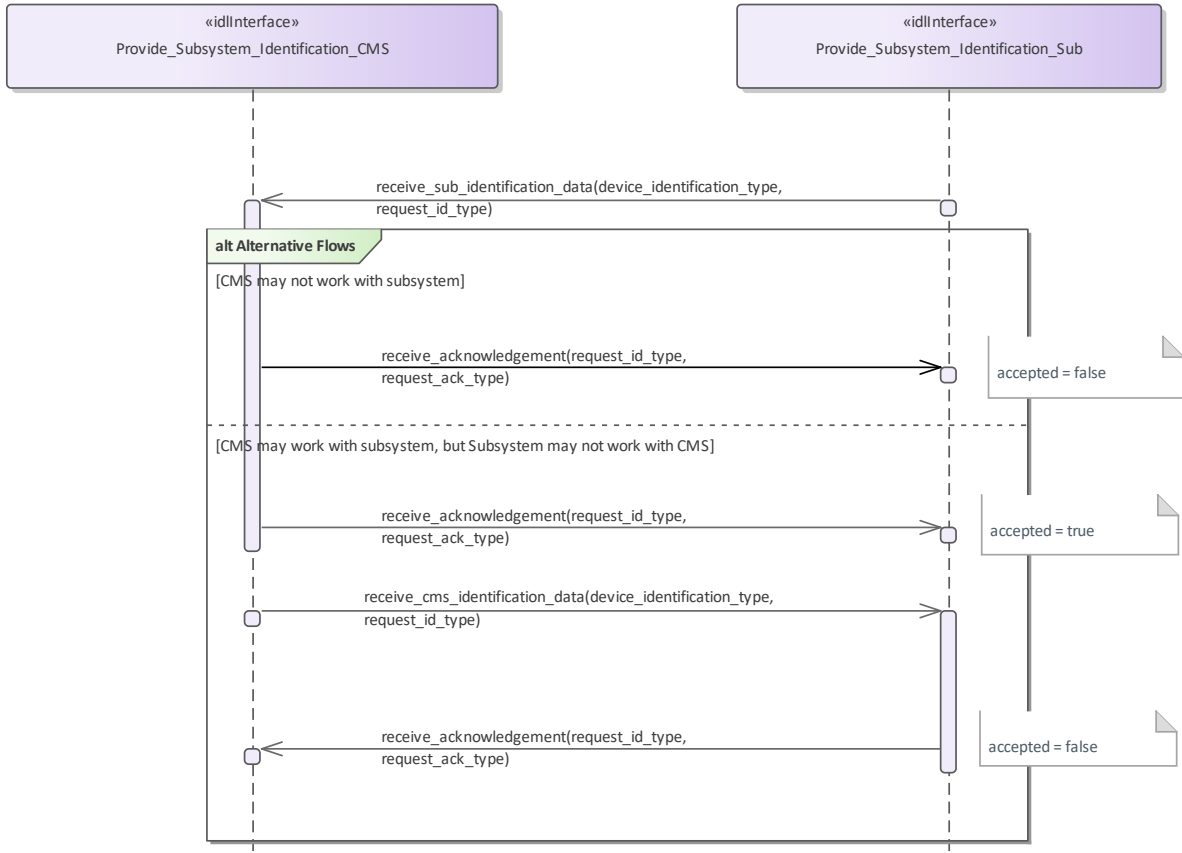 «idlInterface»
Provide_Subsystem_Identification_CMS
«idlInterface»
Provide_Subsystem_Identification_Sub
receive_sub_identification_data(device_identification_type,
request_id_type)
alt Alternative Flows
[CMS may not work with subsystem]
receive_acknowledgement(request_id_type,
request_ack_type)
accepted = false
[CMS may work with subsystem, but Subsystem may not work with CMS]
receive_acknowledgement(request_id_type,
request_ack_type)
accepted = true
receive_cms_identification_data(device_identification_type,
request_id_type)
receive_acknowledgement(request_id_type,
request_ack_type)
accepted = false